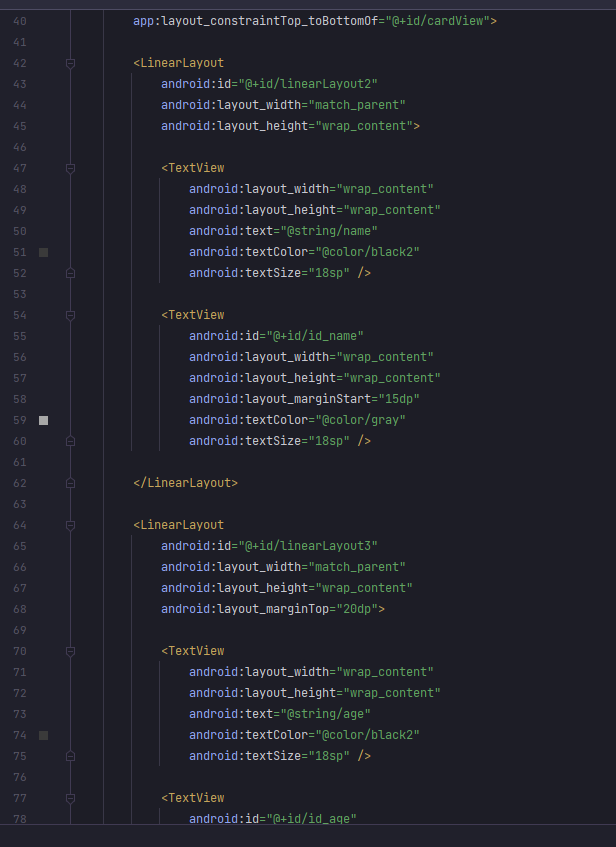 40 app:layout_constraintTop_toBottomOf="@+id/cardView">
41
42 <LinearLayout
43 android:id="@+id/linearLayout2"
44 android:layout_width="match_parent"
45 android:layout_height="wrap_content">
46
47 <TextView
48 android:layout_width="wrap_content"
49 android:layout_height="wrap_content"
50 android:text="@string/name"
51 android:textColor="@color/black2"
52 android:textSize="18sp" />
53
54 <TextView
55 android:id="@+id/id_name"
56 android:layout_width="wrap_content"
57 android:layout_height="wrap_content"
58 android:layout_marginStart="15dp"
59 android:textColor="@color/gray"
60 android:textSize="18sp" />
61
62 </LinearLayout>
63
64 <LinearLayout
65 android:id="@+id/linearLayout3"
66 android:layout_width="match_parent"
67 android:layout_height="wrap_content"
68 android:layout_marginTop="20dp">
69
70 <TextView
71 android:layout_width="wrap_content"
72 android:layout_height="wrap_content"
73 android:text="@string/age"
74 android:textColor="@color/black2"
75 android:textSize="18sp" />
76
77 <TextView
78 android:id="@+id/id_age"